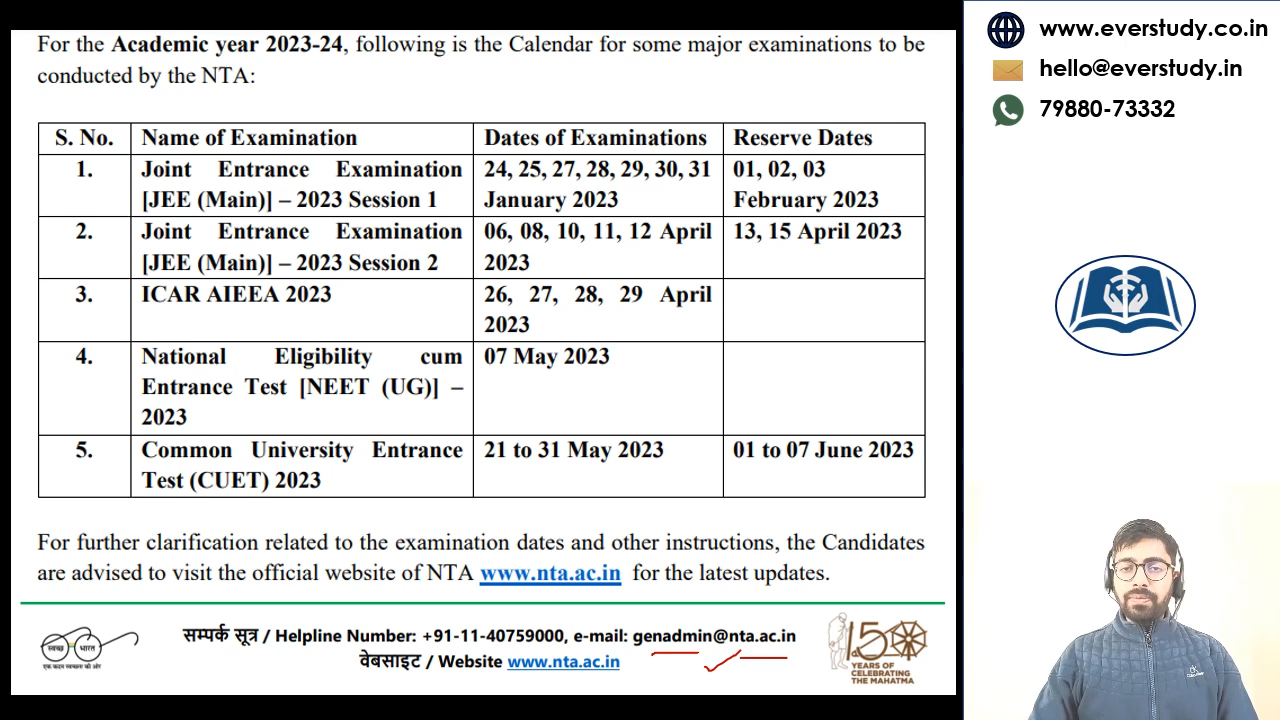 For the Academic year 2023-24, following is the Calendar for some major examinations to be
conducted by the NTA:
S. No. Name of Examination Dates of Examinations Reserve Dates
1. Joint Entrance Examination 24, 25, 27, 28, 29, 30, 31 01, 02, 03
[JEE (Main)] – 2023 Session 1 January 2023 February 2023
2. Joint Entrance Examination 06, 08, 10, 11, 12 April 13, 15 April 2023
[JEE (Main)] – 2023 Session 2 2023
3. ICAR AIEEA 2023 26, 27, 28, 29 April
2023
4. National Eligibility cum 07 May 2023
Entrance Test [NEET (UG)] –
2023
5. Common University Entrance 21 to 31 May 2023 01 to 07 June 2023
Test (CUET) 2023
For further clarification related to the examination dates and other instructions, the Candidates
are advised to visit the official website of NTA www.nta.ac.in for the latest updates.
स्वच्छ भारत
एक कदम स्वच्छता की ओर
सम्पर्क सूत्र / Helpline Number: +91-11-40759000, e-mail: genadmin@nta.ac.in
वेबसाइट / Website www.nta.ac.in
150
YEARS OF
CELEBRATING
THE MAHATMA
www.everstudy.co.in
hello@everstudy.in
79880-73332